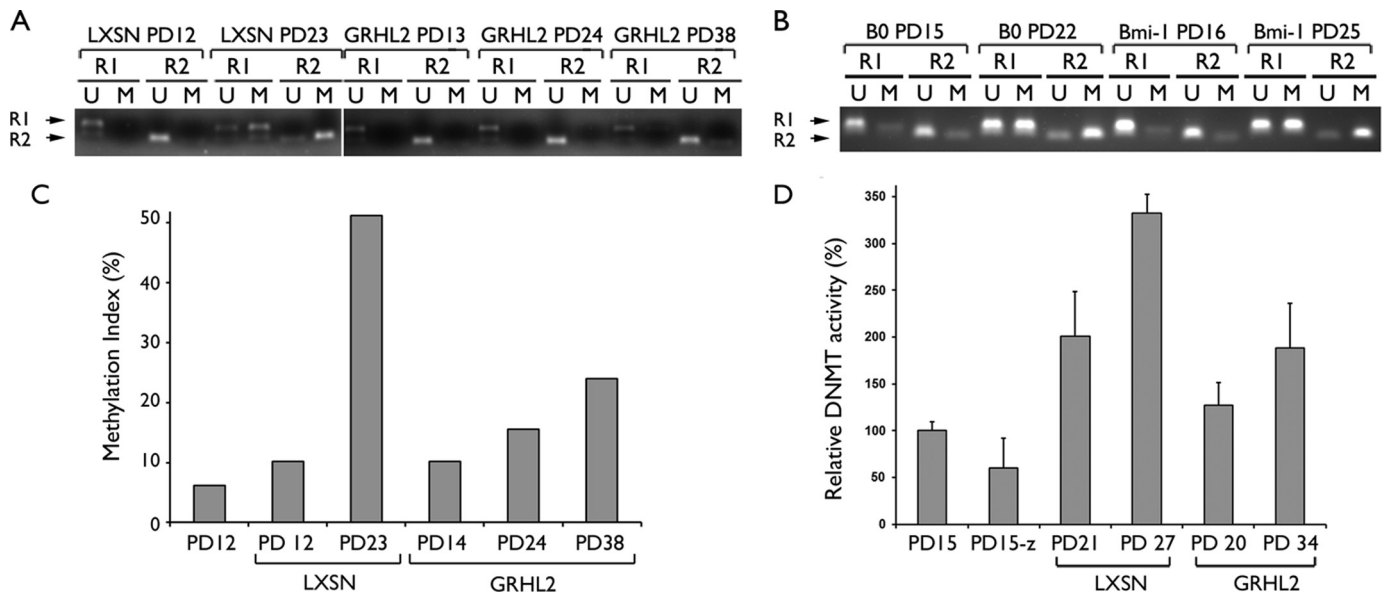 A
LXSN PD12 LXSN PD23 GRHL2 PD13 GRHL2 PD24 GRHL2 PD38
R1 R2 R1 R2 R1 R2 R1 R2 R1 R2
U M U M U M U M U M U M U M U M U M U M
R1
R2
B
B0 PD15 B0 PD22 Bmi-1 PD16 Bmi-1 PD25
R1 R2 R1 R2 R1 R2 R1 R2
U M U M U M U M U M U M U M U M
R1
R2
C
Methylation Index (%)
50
40
30
20
10
0
PD12 PD 12 PD23 PD14 PD24 PD38
LXSN GRHL2
D
Relative DNMT activity (%)
350
300
250
200
150
100
50
0
PD15 PD15-z PD21 PD 27 PD 20 PD 34
LXSN GRHL2